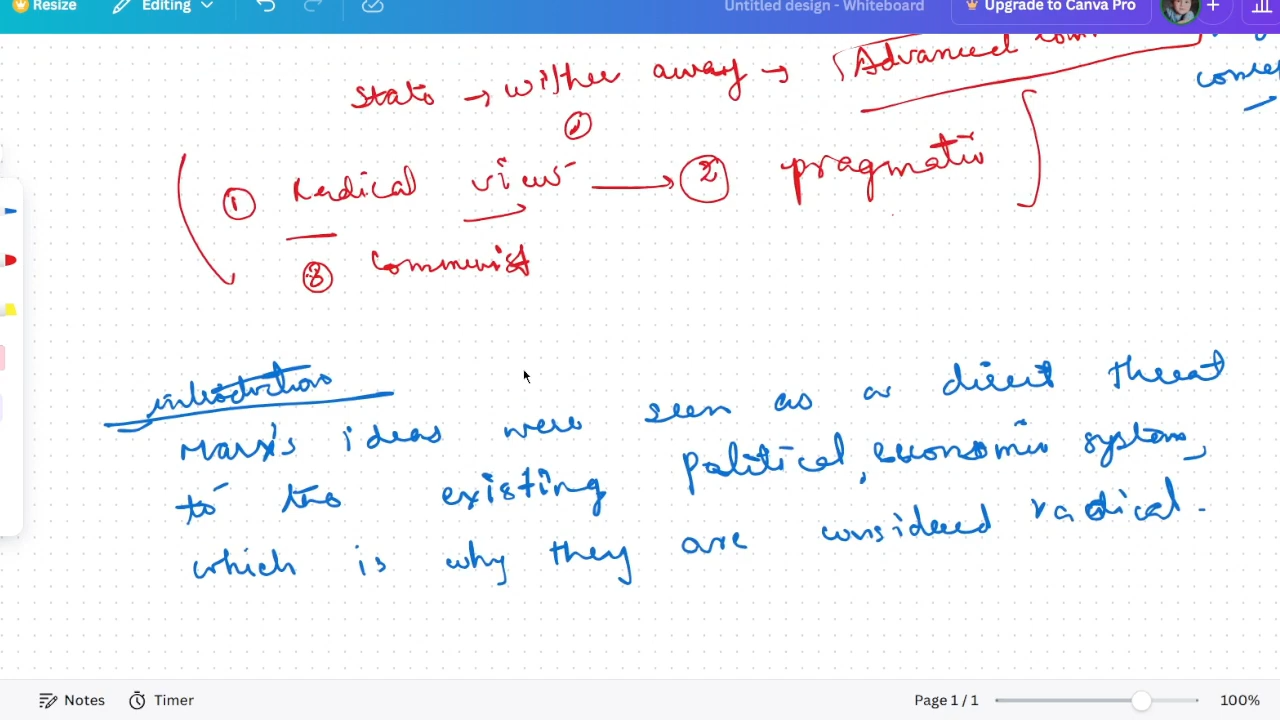 Resize Editing Untitled design - Whiteboard Upgrade to Canva Pro
State → wither away → Advanced
① Radical view → ② pragmatic
③ Communist
introduction
Marx's ideas were seen as a direct threat
to the existing political, economic system,
which is why they are considered radical.
Notes Timer Page 1 / 1 100%